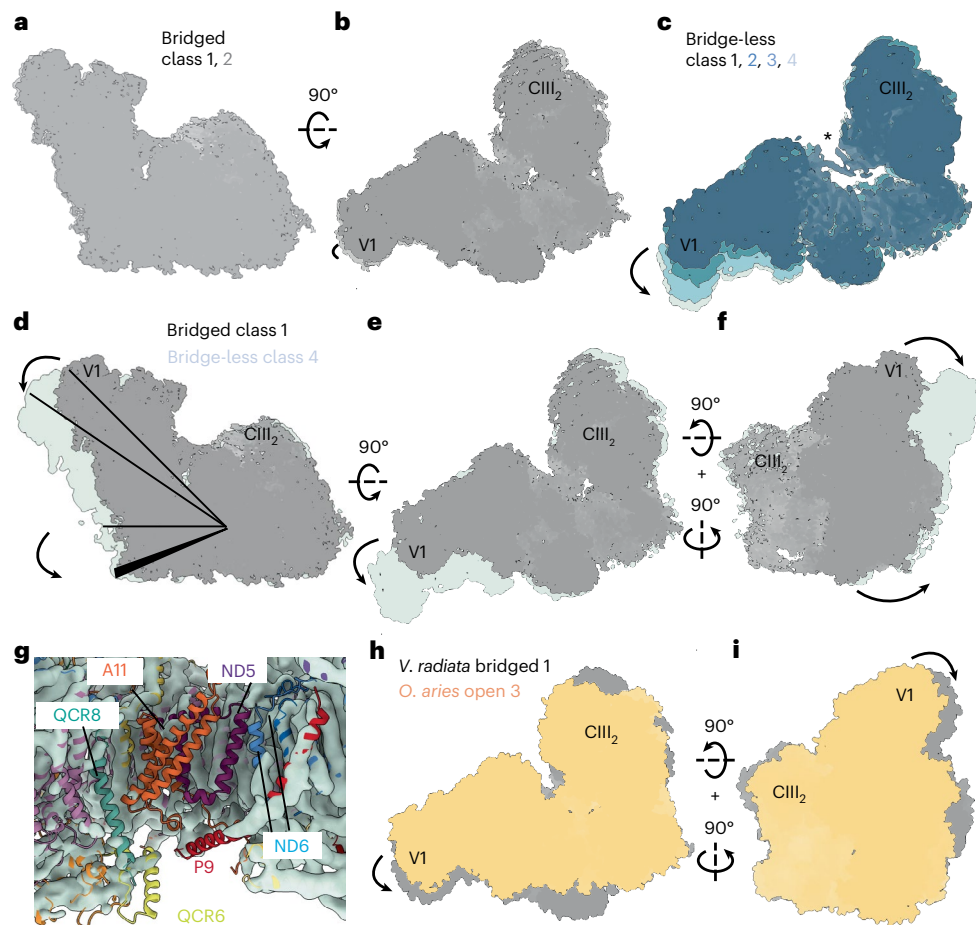 a
Bridged
class 1, 2
90°
b
CIII2
V1
c
Bridge-less
class 1, 2, 3, 4
CIII2
*
V1
d
Bridged class 1
Bridge-less class 4
V1
CIII2
90°
e
CIII2
V1
90°
+
90°
f
V1
CIII2
g
A11
ND5
QCR8
P9
ND6
QCR6
h
V. radiata bridged 1
O. aries open 3
CIII2
V1
90°
+
90°
i
V1
CIII2